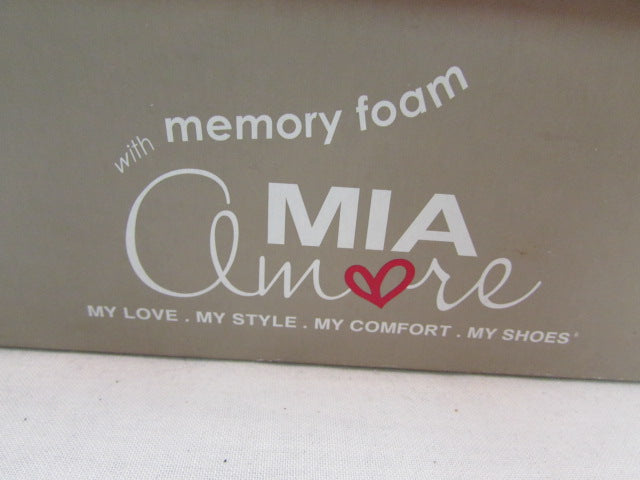 with memory foam
MIA
amore
MY LOVE . MY STYLE . MY COMFORT . MY SHOES